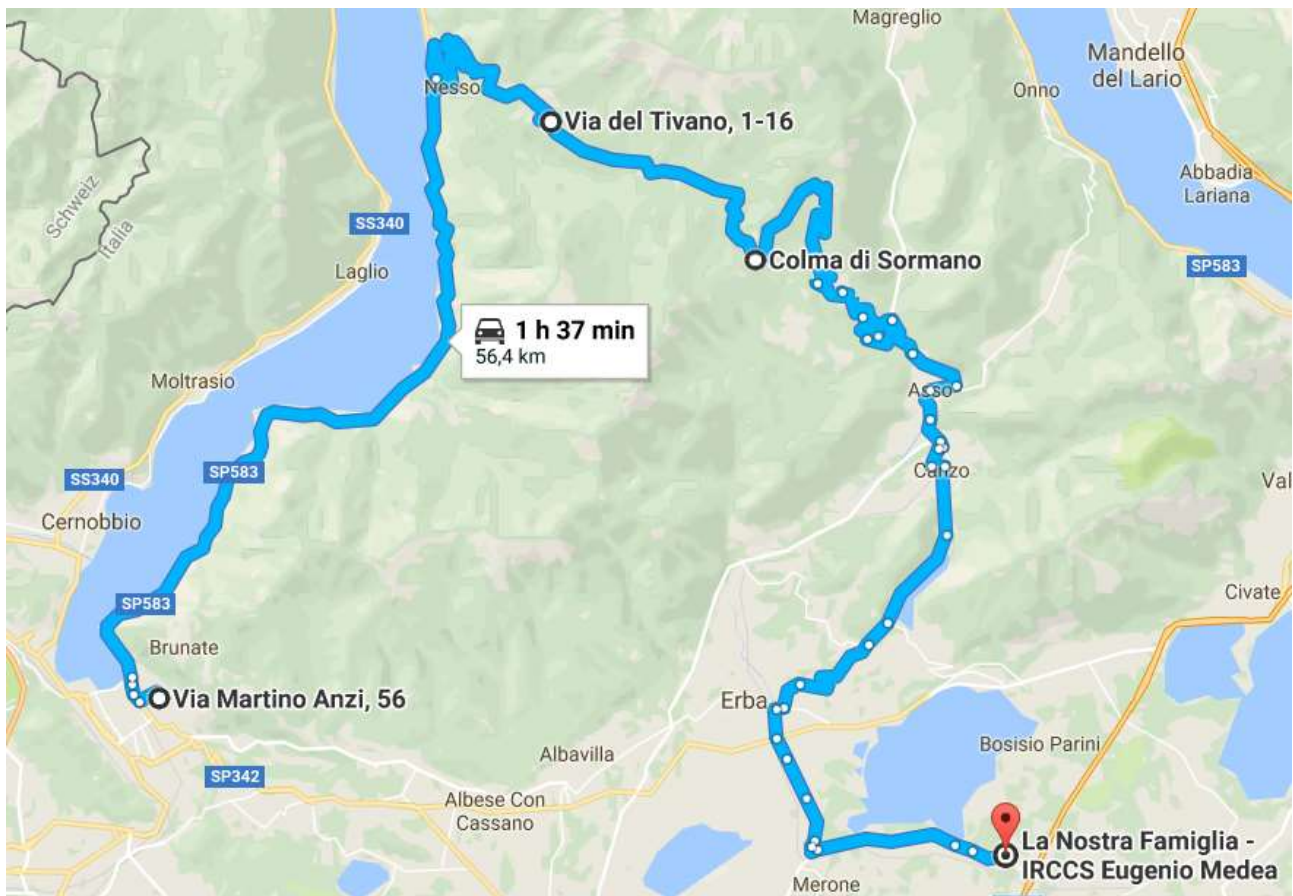 Magreglio
Mandello
del Lario
Nesso
Onno
Via del Tivano, 1-16
Schweiz
Italia
Abbadia
Lariana
SS340
Laglio
Colma di Sormano
SP583
1 h 37 min
56,4 km
Moltrasio
Asso
SP583
SS340
Canzo
Val
Cernobbio
SP583
Civate
Brunate
Via Martino Anzi, 56
Erba
Bosisio Parini
Albavilla
SP342
Albese Con
Cassano
La Nostra Famiglia -
IRCCS Eugenio Medea
Merone